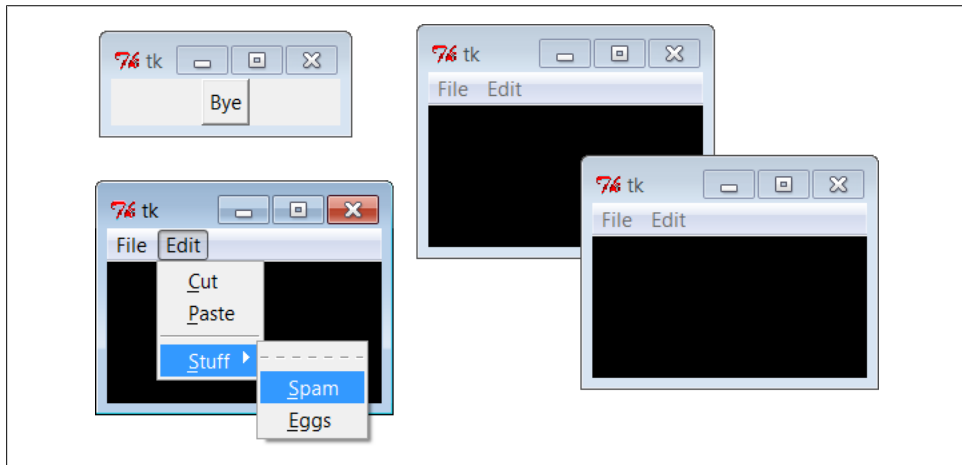 tk
Bye
tk
File Edit
tk
File Edit
tk
File Edit
Cut
Paste
Stuff
Spam
Eggs